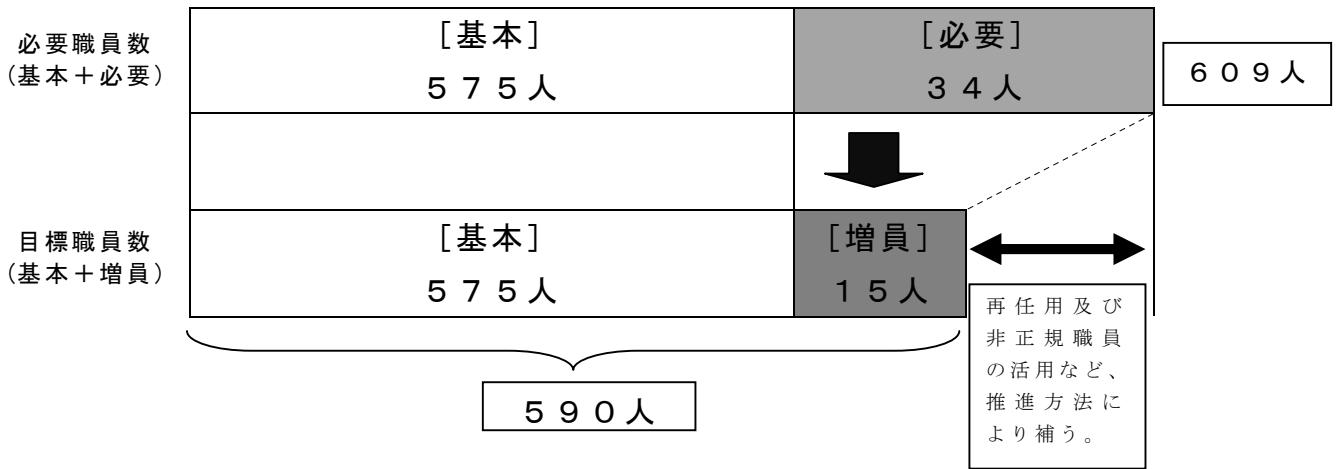 必要職員数
（基本＋必要）
［基本］
５７５人
［必要］
３４人
６０９人
目標職員数
（基本＋増員）
［基本］
５７５人
［増員］
１５人
再任用及び
非正規職員
の活用など、
推進方法に
より補う。
５９０人